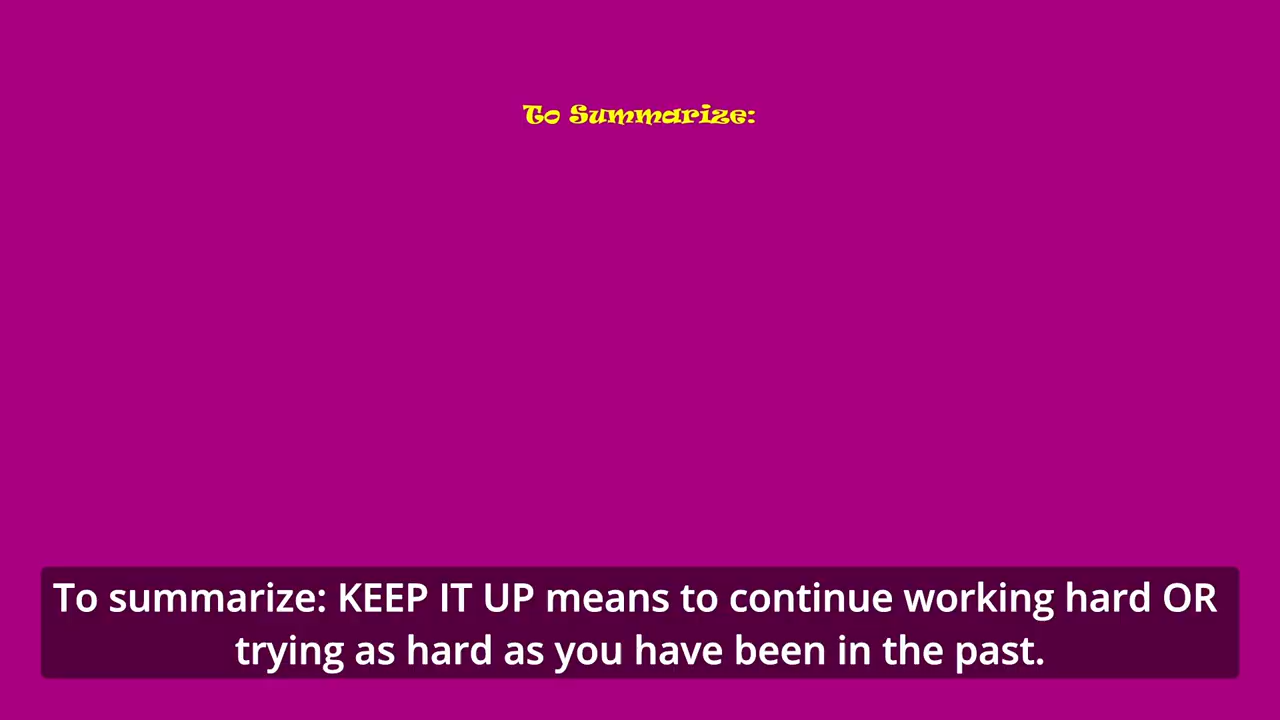 To Summarize:
To summarize: KEEP IT UP means to continue working hard OR
trying as hard as you have been in the past.